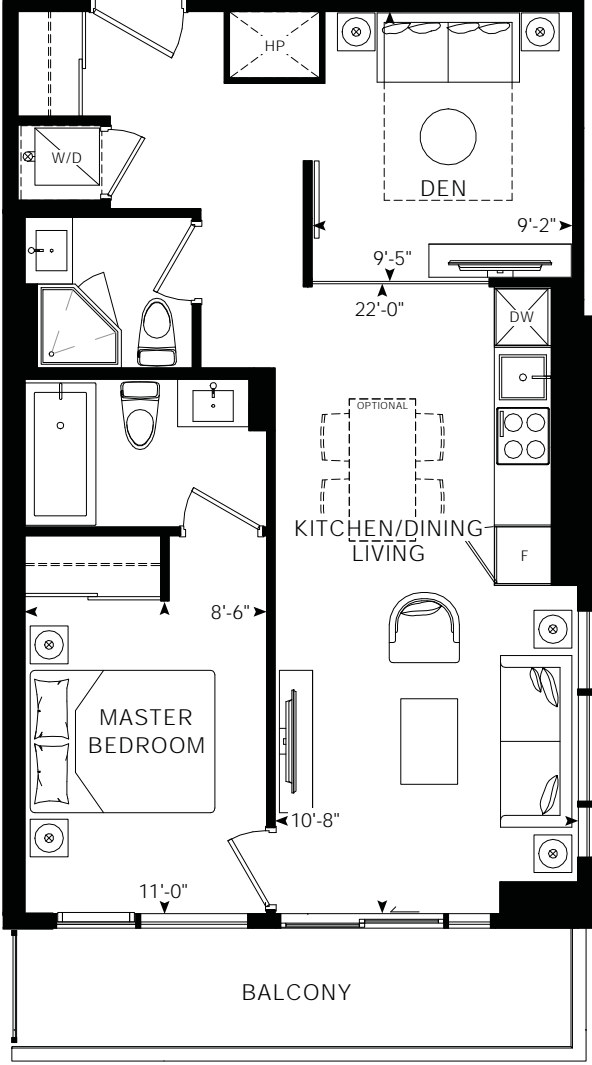 HP
W/D
DEN
9'-2"
9'-5"
22'-0"
DW
OPTIONAL
KITCHEN/DINING
LIVING
F
8'-6"
MASTER
BEDROOM
10'-8"
11'-0"
BALCONY